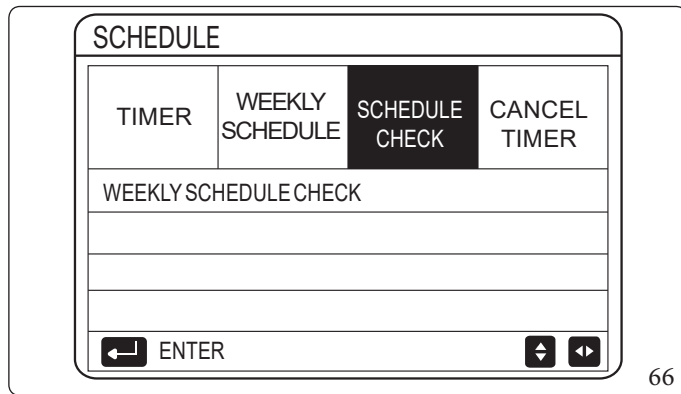 SCHEDULE
TIMER
WEEKLY
SCHEDULE
SCHEDULE
CHECK
CANCEL
TIMER
WEEKLY SCHEDULE CHECK
ENTER
66